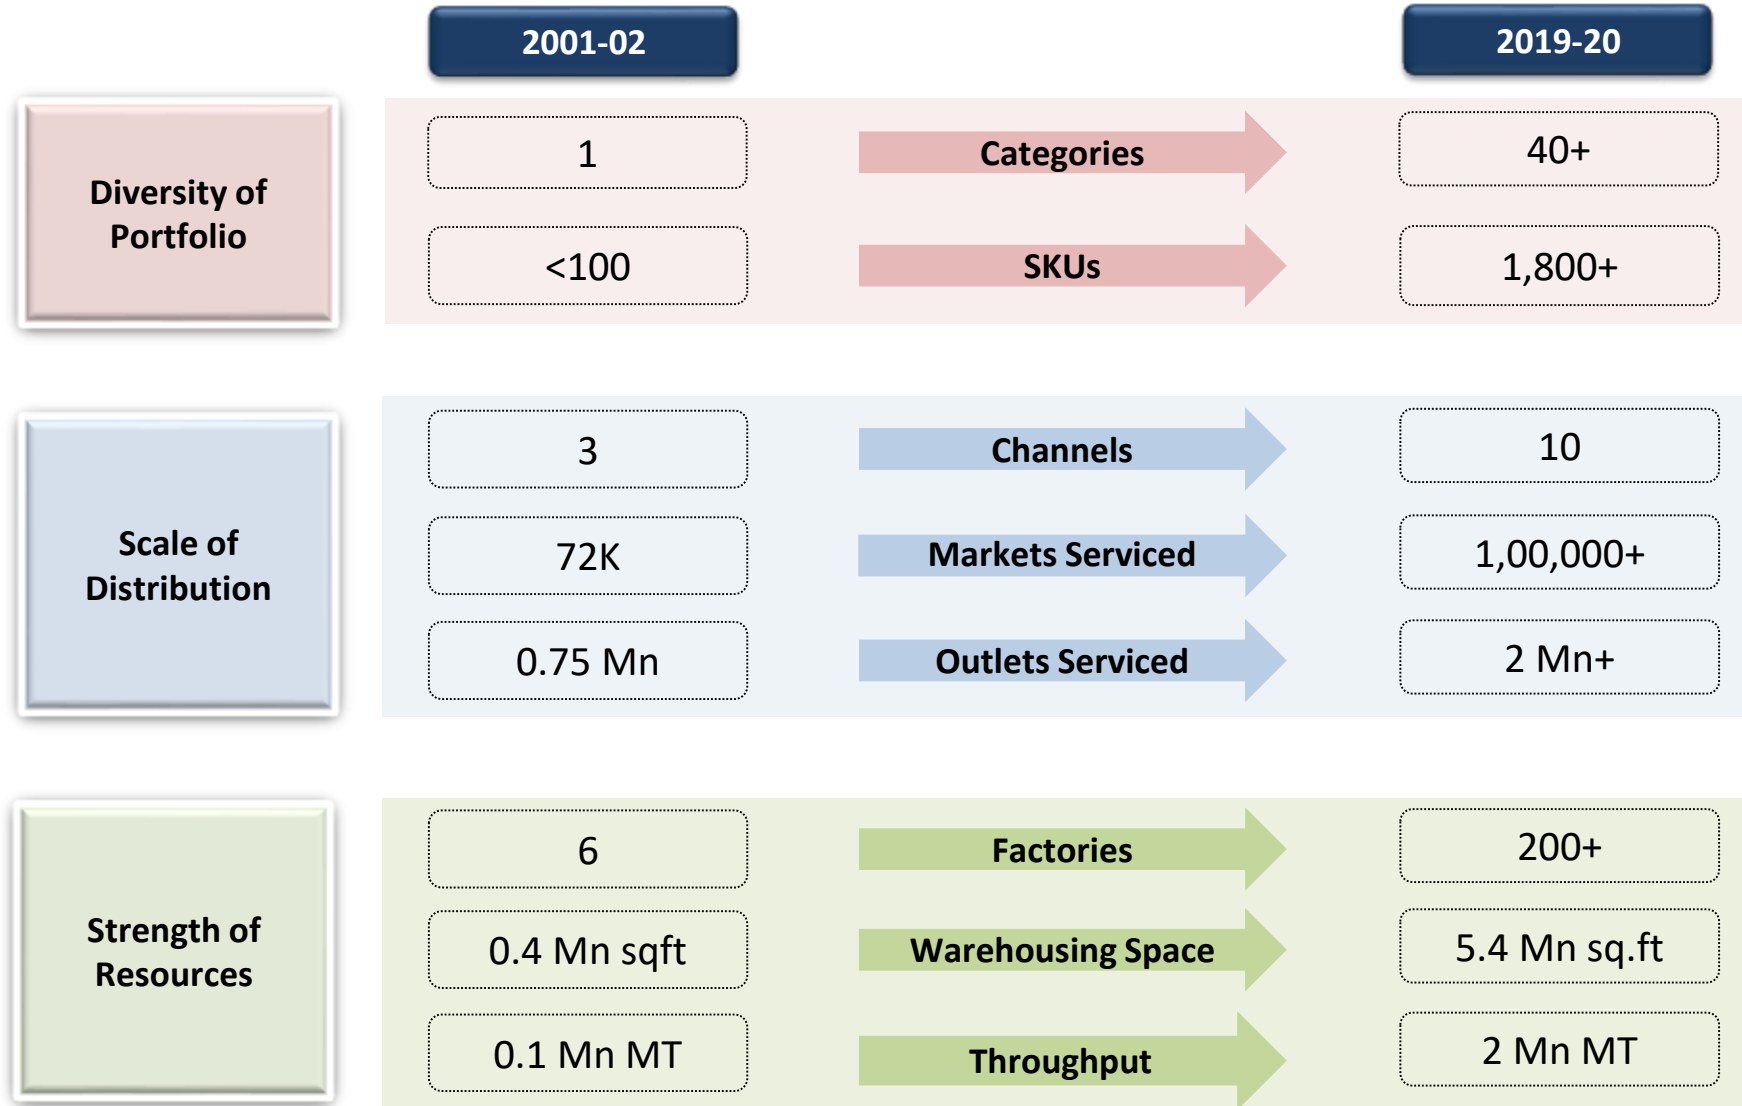 2001-02
2019-20
Diversity of
Portfolio
1
Categories
40+
<100
SKUs
1,800+
Scale of
Distribution
3
Channels
10
72K
Markets Serviced
1,00,000+
0.75 Mn
Outlets Serviced
2 Mn+
Strength of
Resources
6
Factories
200+
0.4 Mn sqft
Warehousing Space
5.4 Mn sq.ft
0.1 Mn MT
Throughput
2 Mn MT